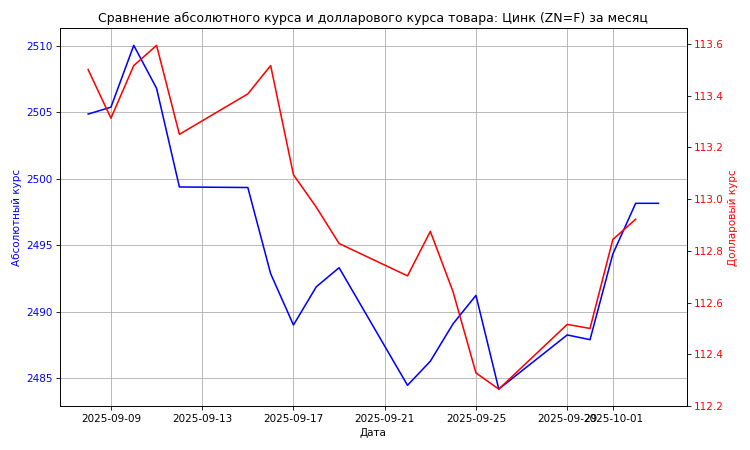 Сравнение абсолютного курса и долларового курса товара: Цинк (ZN=F) за месяц
2510
2505
2500
2495
2490
2485
Абсолютный курс
113.6
113.4
113.2
113.0
112.8
112.6
112.4
112.2
Долларовый курс
2025-09-09 2025-09-13 2025-09-17 2025-09-21 2025-09-25 2025-09-29 2025-10-01
Дата